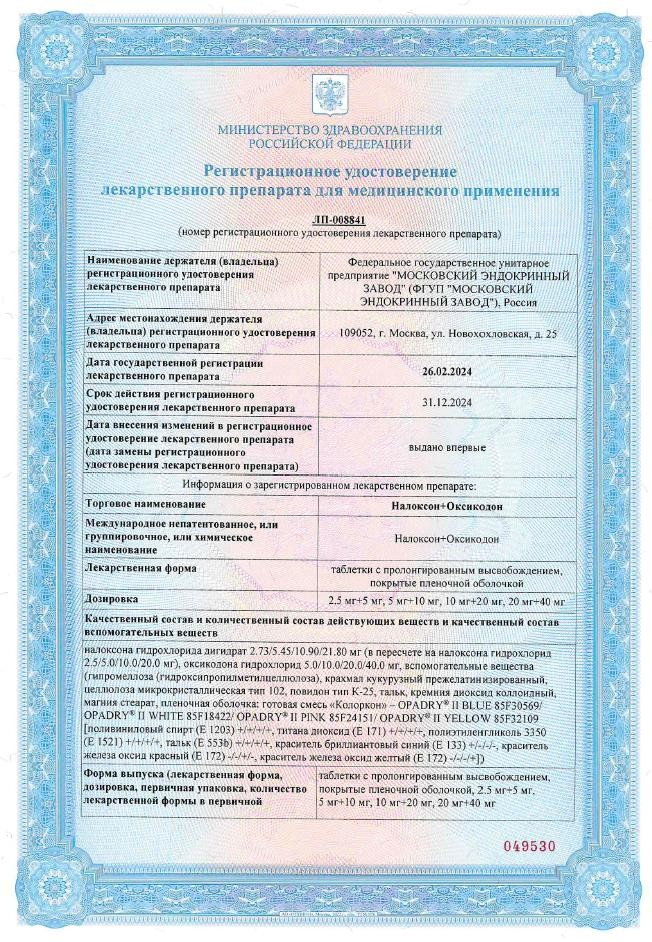 МИНИСТЕРСТВО ЗДРАВООХРАНЕНИЯ
РОССИЙСКОЙ ФЕДЕРАЦИИ
Регистрационное удостоверение
лекарственного препарата для медицинского применения
ЛП-008841
(номер регистрационного удостоверения лекарственного препарата)
Наименование держателя (владельца)
регистрационного удостоверения
лекарственного препарата
Федеральное государственное унитарное
предприятие "МОСКОВСКИЙ ЭНДОКРИННЫЙ
ЗАВОД" (ФГУП "МОСКОВСКИЙ
ЭНДОКРИННЫЙ ЗАВОД"), Россия
Адрес местонахождения держателя
(владельца) регистрационного удостоверения
лекарственного препарата
109052, г. Москва, ул. Новохохловская, д. 25
Дата государственной регистрации
лекарственного препарата
26.02.2024
Срок действия регистрационного
удостоверения лекарственного препарата
31.12.2024
Дата внесения изменений в регистрационное
удостоверение лекарственного препарата
(дата замены регистрационного
удостоверения лекарственного препарата)
выдано впервые
Информация о зарегистрированном лекарственном препарате:
Торговое наименование
Налоксон+Оксикодон
Международное непатентованное, или
группировочное, или химическое
наименование
Налоксон+Оксикодон
Лекарственная форма
таблетки с пролонгированным высвобождением,
покрытые пленочной оболочкой
Дозировка
2,5 мг+5 мг, 5 мг+10 мг, 10 мг+20 мг, 20 мг+40 мг
Качественный состав и количественный состав действующих веществ и качественный состав
вспомогательных веществ
налоксона гидрохлорида дигидрат 2.73/5.45/10.90/21.80 мг (в пересчете на налоксона гидрохлорид
2.5/5.0/10.0/20.0 мг), оксикодона гидрохлорид 5.0/10.0/20.0/40.0 мг, вспомогательные вещества
(гипромеллоза (гидроксипропилметилцеллюлоза), крахмал кукурузный прежелатинизированный,
целлюлоза микрокристаллическая тип 102, повидон тип К-25, тальк, кремния диоксид коллоидный,
магния стеарат, пленочная оболочка: готовая смесь «Колоркон» – OPADRY® II BLUE 85F30569/
OPADRY® II WHITE 85F18422/ OPADRY® II PINK 85F24151/ OPADRY® II YELLOW 85F32109
[поливиниловый спирт (Е 1203) +/+/+/+, титана диоксид (Е 171) +/+/+/+, полиэтиленгликоль 3350
(Е 1521) +/+/+/+, тальк (Е 553b) +/+/+/+, краситель бриллиантовый синий (Е 133) +/-/-/-, краситель
железа оксид красный (Е 172) -/-/+/-, краситель железа оксид желтый (Е 172) -/-/-/+])
Форма выпуска (лекарственная форма,
дозировка, первичная упаковка, количество
лекарственной формы в первичной
таблетки с пролонгированным высвобождением,
покрытые пленочной оболочкой, 2.5 мг+5 мг,
5 мг+10 мг, 10 мг+20 мг, 20 мг+40 мг
049530